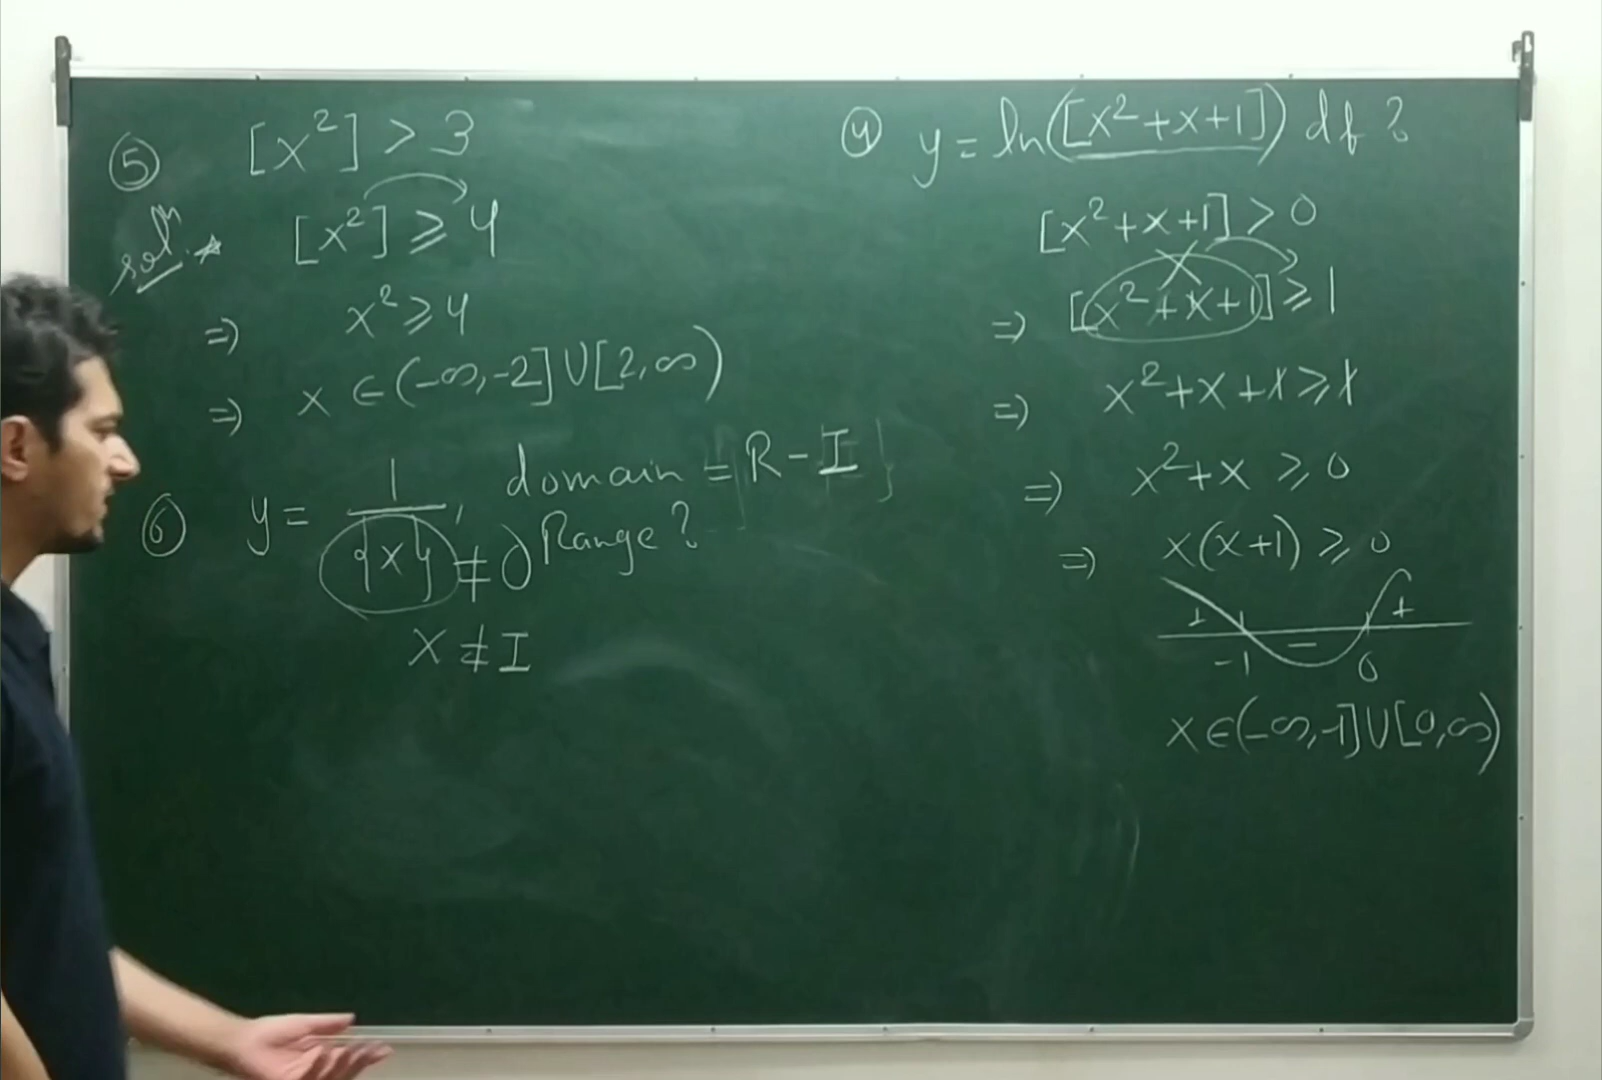 ⑤ [x²] > 3
solⁿ. [x²] ⩾ 4
⇒ x² ⩾ 4
⇒ x ∈ (-∞, -2] ∪ [2, ∞)
⑥ y = 1/{x}, domain = R - I
{x} ≠ 0 Range?
x ≠ I
④ y = ln([x²+x+1]) df?
[x²+x+1] > 0
⇒ [x²+x+1] ⩾ 1
⇒ x²+x+1 ⩾ 1
⇒ x²+x ⩾ 0
⇒ x(x+1) ⩾ 0
+ - +
-1 0
x ∈ (-∞, -1] ∪ [0, ∞)